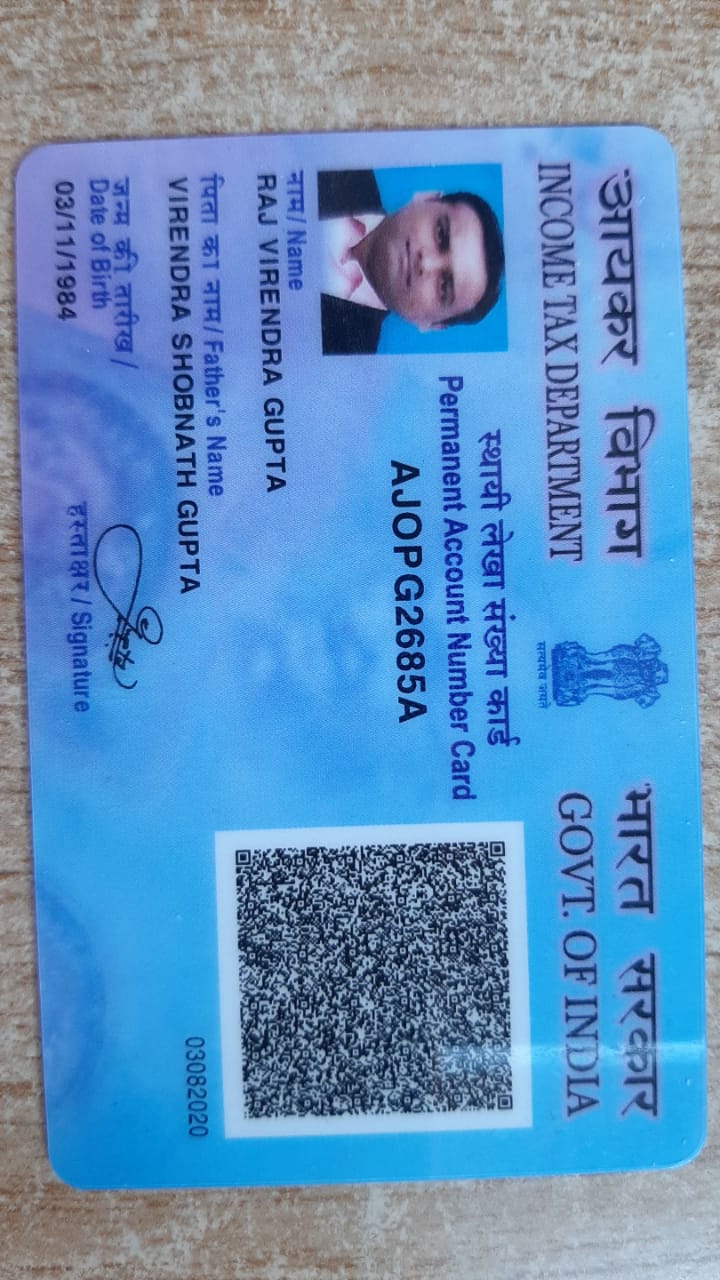 आयकर विभाग
INCOME TAX DEPARTMENT
सत्यमेव जयते
भारत सरकार
GOVT. OF INDIA
स्थायी लेखा संख्या कार्ड
Permanent Account Number Card
AJOPG2685A
नाम / Name
RAJ VIRENDRA GUPTA
पिता का नाम / Father's Name
VIRENDRA SHOBNATH GUPTA
जन्म की तारीख /
Date of Birth
03/11/1984
हस्ताक्षर / Signature
03082020